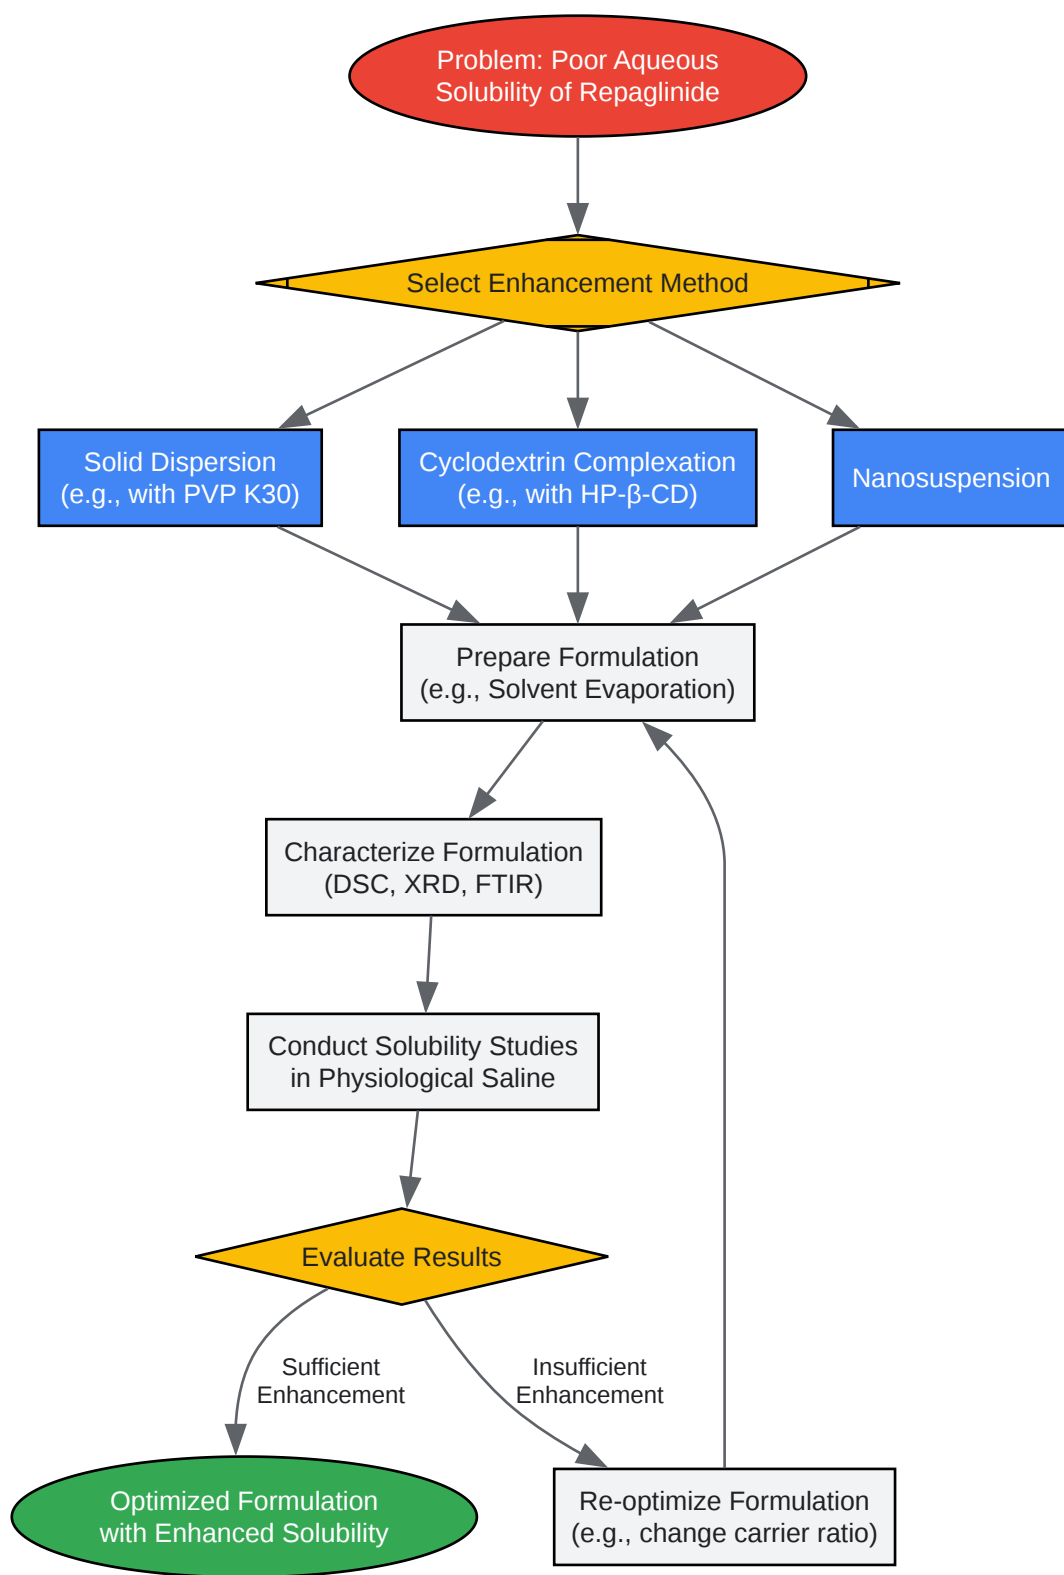 Problem: Poor Aqueous
Solubility of Repaglinide
Select Enhancement Method
Solid Dispersion
(e.g., with PVP K30)
Cyclodextrin Complexation
(e.g., with HP-β-CD)
Nanosuspension
Prepare Formulation
(e.g., Solvent Evaporation)
Characterize Formulation
(DSC, XRD, FTIR)
Conduct Solubility Studies
in Physiological Saline
Evaluate Results
Sufficient
Enhancement
Insufficient
Enhancement
Optimized Formulation
with Enhanced Solubility
Re-optimize Formulation
(e.g., change carrier ratio)